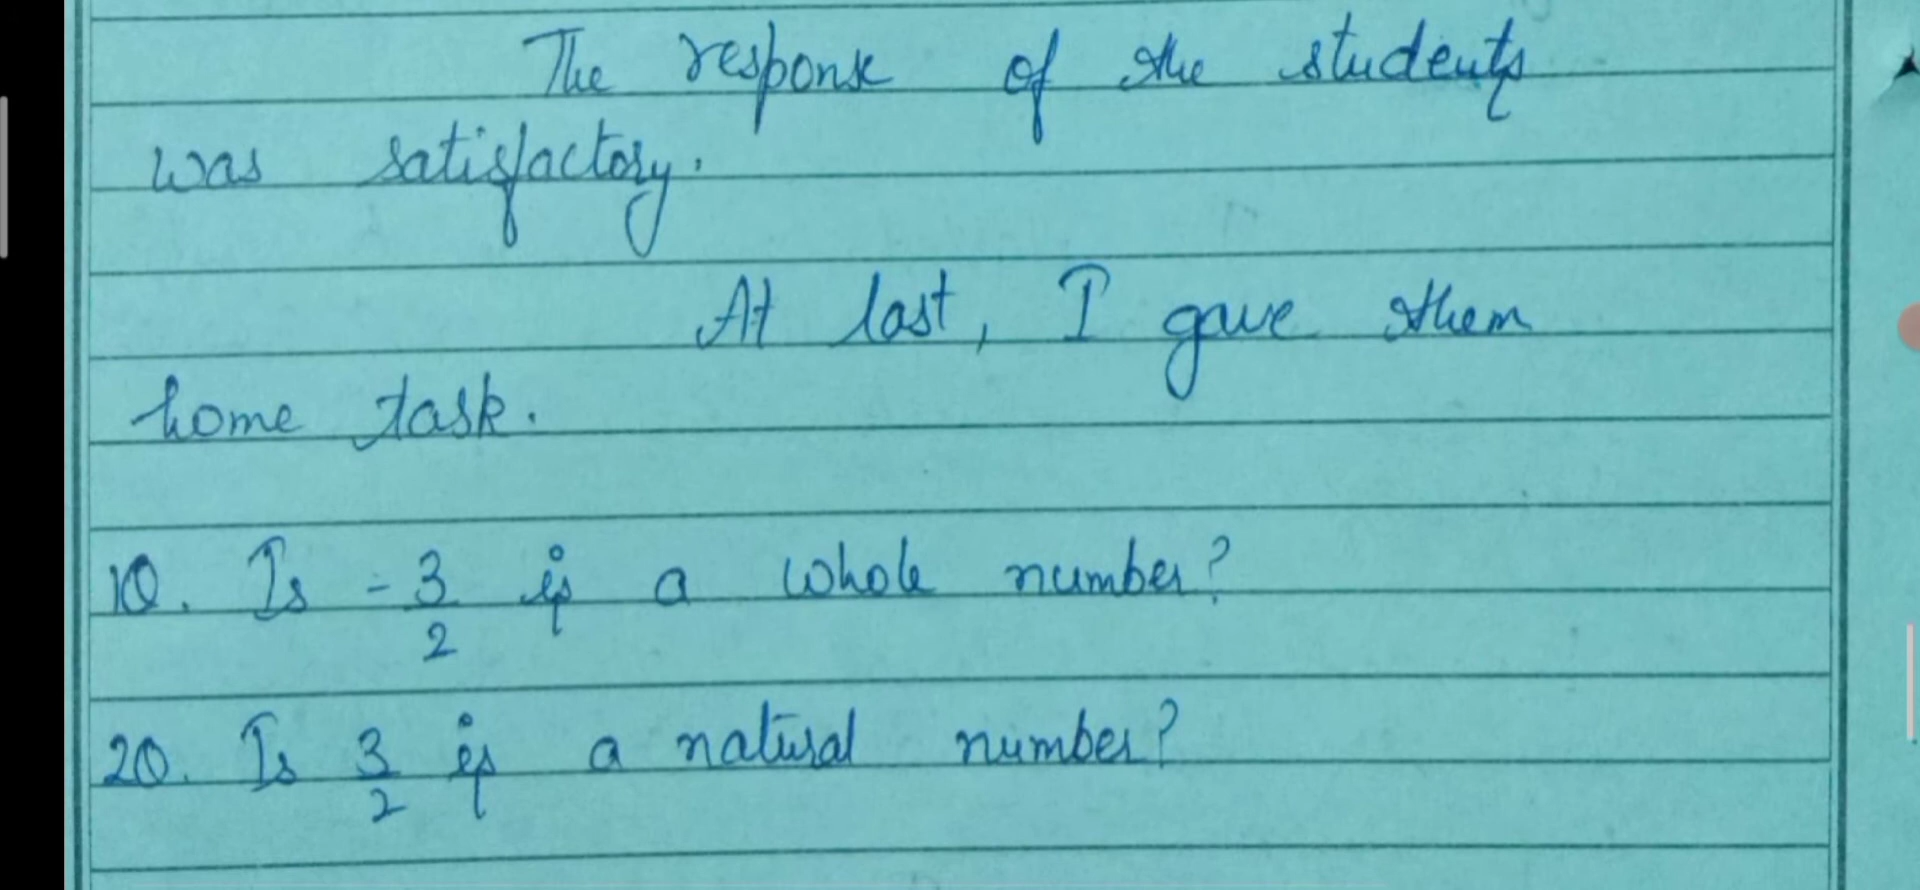 The response of the students
was satisfactory.
At last, I gave them
home task.
1Q. Is -3/2 is a whole number?
2Q. Is 3/2 is a natural number?